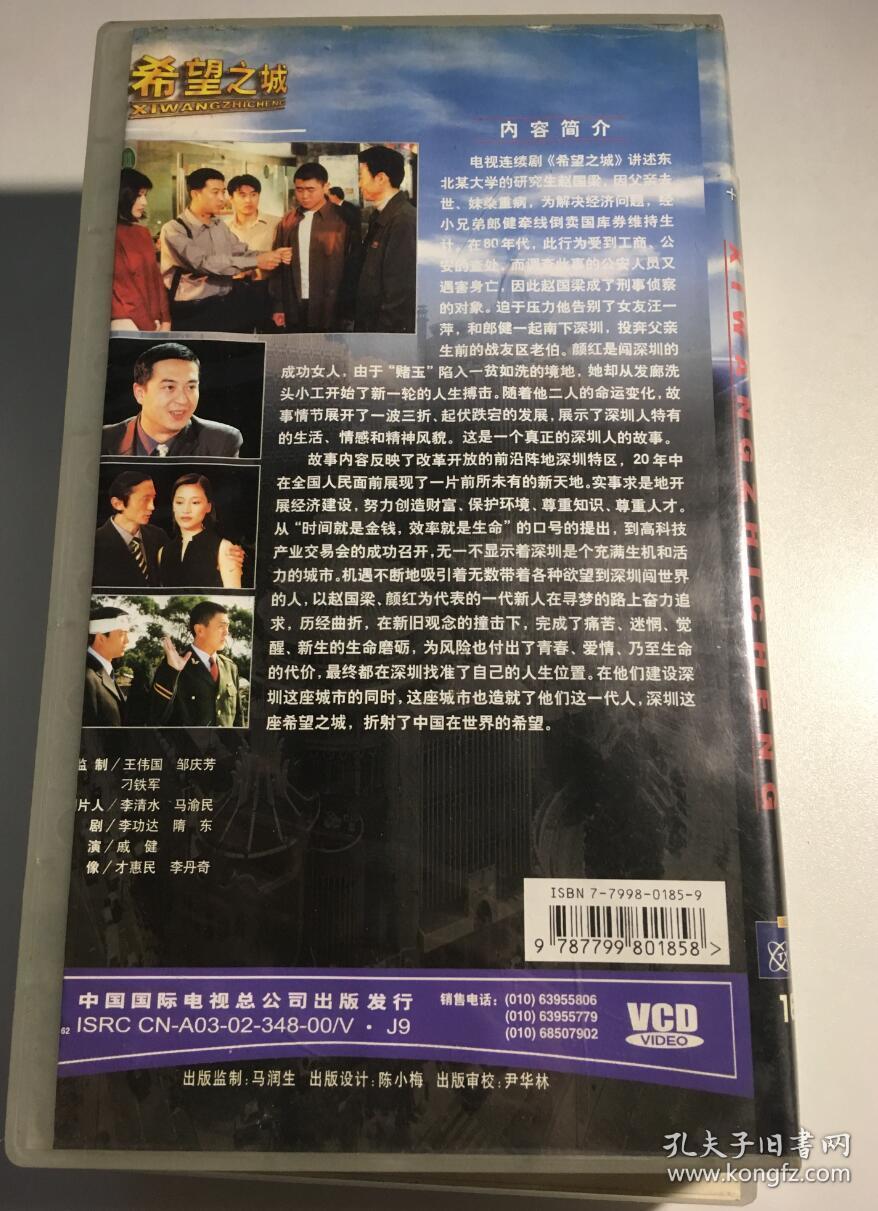 希望之城
XIWANGZHICHENG
内容简介
电视连续剧《希望之城》讲述东
北某大学的研究生赵国梁,因父亲去
世、妹染重病,为解决经济问题,经
小兄弟郎健牵线倒卖国库券维持生
计。在80年代,此行为受到工商、公
安的查处,而调查此事的公安人员又
遇害身亡,因此赵国梁成了刑事侦察
的对象。迫于压力他告别了女友汪一
萍,和郎健一起南下深圳,投奔父亲
生前的战友区老伯。颜红是闯深圳的
成功女人,由于“赌玉”陷入一贫如洗的境地,她却从发廊洗
头小工开始了新一轮的人生搏击。随着他二人的命运变化,故
事情节展开了一波三折、起伏跌宕的发展,展示了深圳人特有
的生活、情感和精神风貌。这是一个真正的深圳人的故事。
故事内容反映了改革开放的前沿阵地深圳特区,20年中
在全国人民面前展现了一片前所未有的新天地。实事求是地开
展经济建设,努力创造财富、保护环境、尊重知识、尊重人才。
从“时间就是金钱,效率就是生命”的口号的提出,到高科技
产业交易会的成功召开,无一不显示着深圳是个充满生机和活
力的城市。机遇不断地吸引着无数带着各种欲望到深圳闯世界
的人,以赵国梁、颜红为代表的一代新人在寻梦的路上奋力追
求,历经曲折,在新旧观念的撞击下,完成了痛苦、迷惘、觉
醒、新生的生命磨砺,为风险也付出了青春、爱情、乃至生命
的代价,最终都在深圳找准了自己的人生位置。在他们建设深
圳这座城市的同时,这座城市也造就了他们这一代人,深圳这
座希望之城,折射了中国在世界的希望。
监制/王伟国 邹庆芳
刁铁军
片人/李清水 马渝民
剧/李功达 隋东
演/戚健
像/才惠民 李丹奇
ISBN 7-7998-0185-9
9 787799 801858 >
中国国际电视总公司出版发行
62 ISRC CN-A03-02-348-00/V · J9
销售电话:(010) 63955806
(010) 63955779
(010) 68507902
VCD
VIDEO
出版监制:马润生 出版设计:陈小梅 出版审校:尹华林
XIWANGZHICHENG
孔夫子旧书网
www.kongfz.com